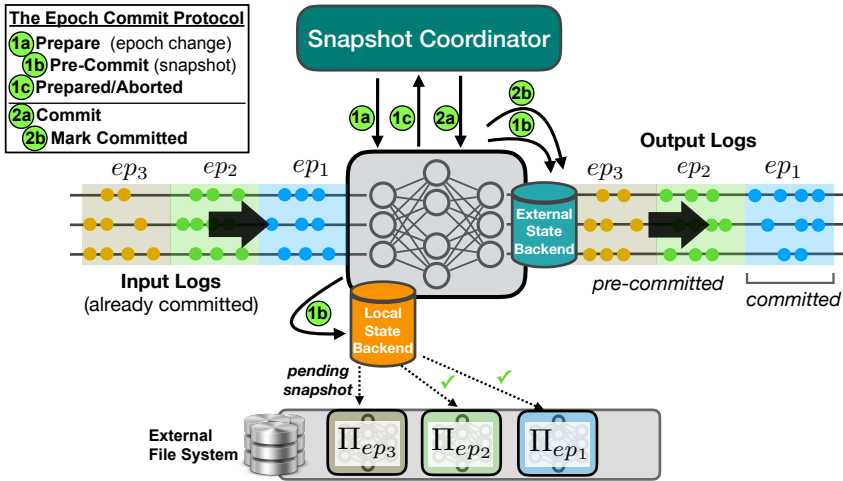 The Epoch Commit Protocol
1a Prepare (epoch change)
1b Pre-Commit (snapshot)
1c Prepared/Aborted
2a Commit
2b Mark Committed
Snapshot Coordinator
1a
1c
2a
2b
1b
ep3
ep2
ep1
Output Logs
ep3
ep2
ep1
External
State
Backend
Input Logs
(already committed)
pre-committed
committed
1b
Local
State
Backend
pending
snapshot
✓
✓
External
File System
Πep3
Πep2
Πep1